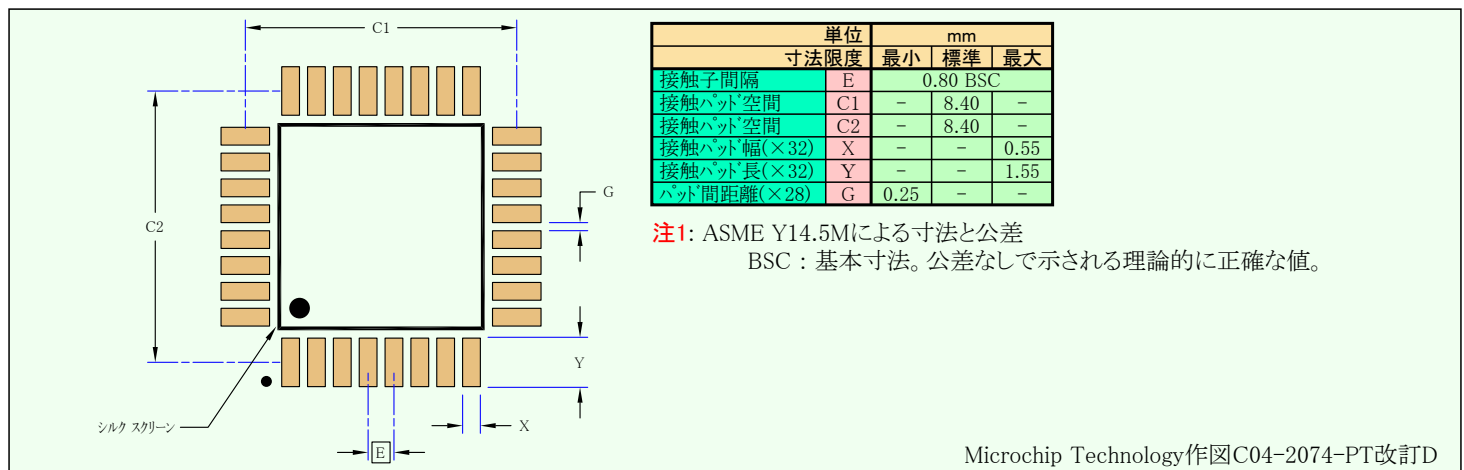 C1
C2
G
Y
X
E
シルク スクリーン
単位 mm
寸法限度 最小 標準 最大
接触子間隔 E 0.80 BSC
接触パッド空間 C1 - 8.40 -
接触パッド空間 C2 - 8.40 -
接触パッド幅(×32) X - - 0.55
接触パッド長(×32) Y - - 1.55
パッド間距離(×28) G 0.25 - -
注1: ASME Y14.5Mによる寸法と公差
BSC : 基本寸法。公差なしで示される理論的に正確な値。
Microchip Technology作図C04-2074-PT改訂D